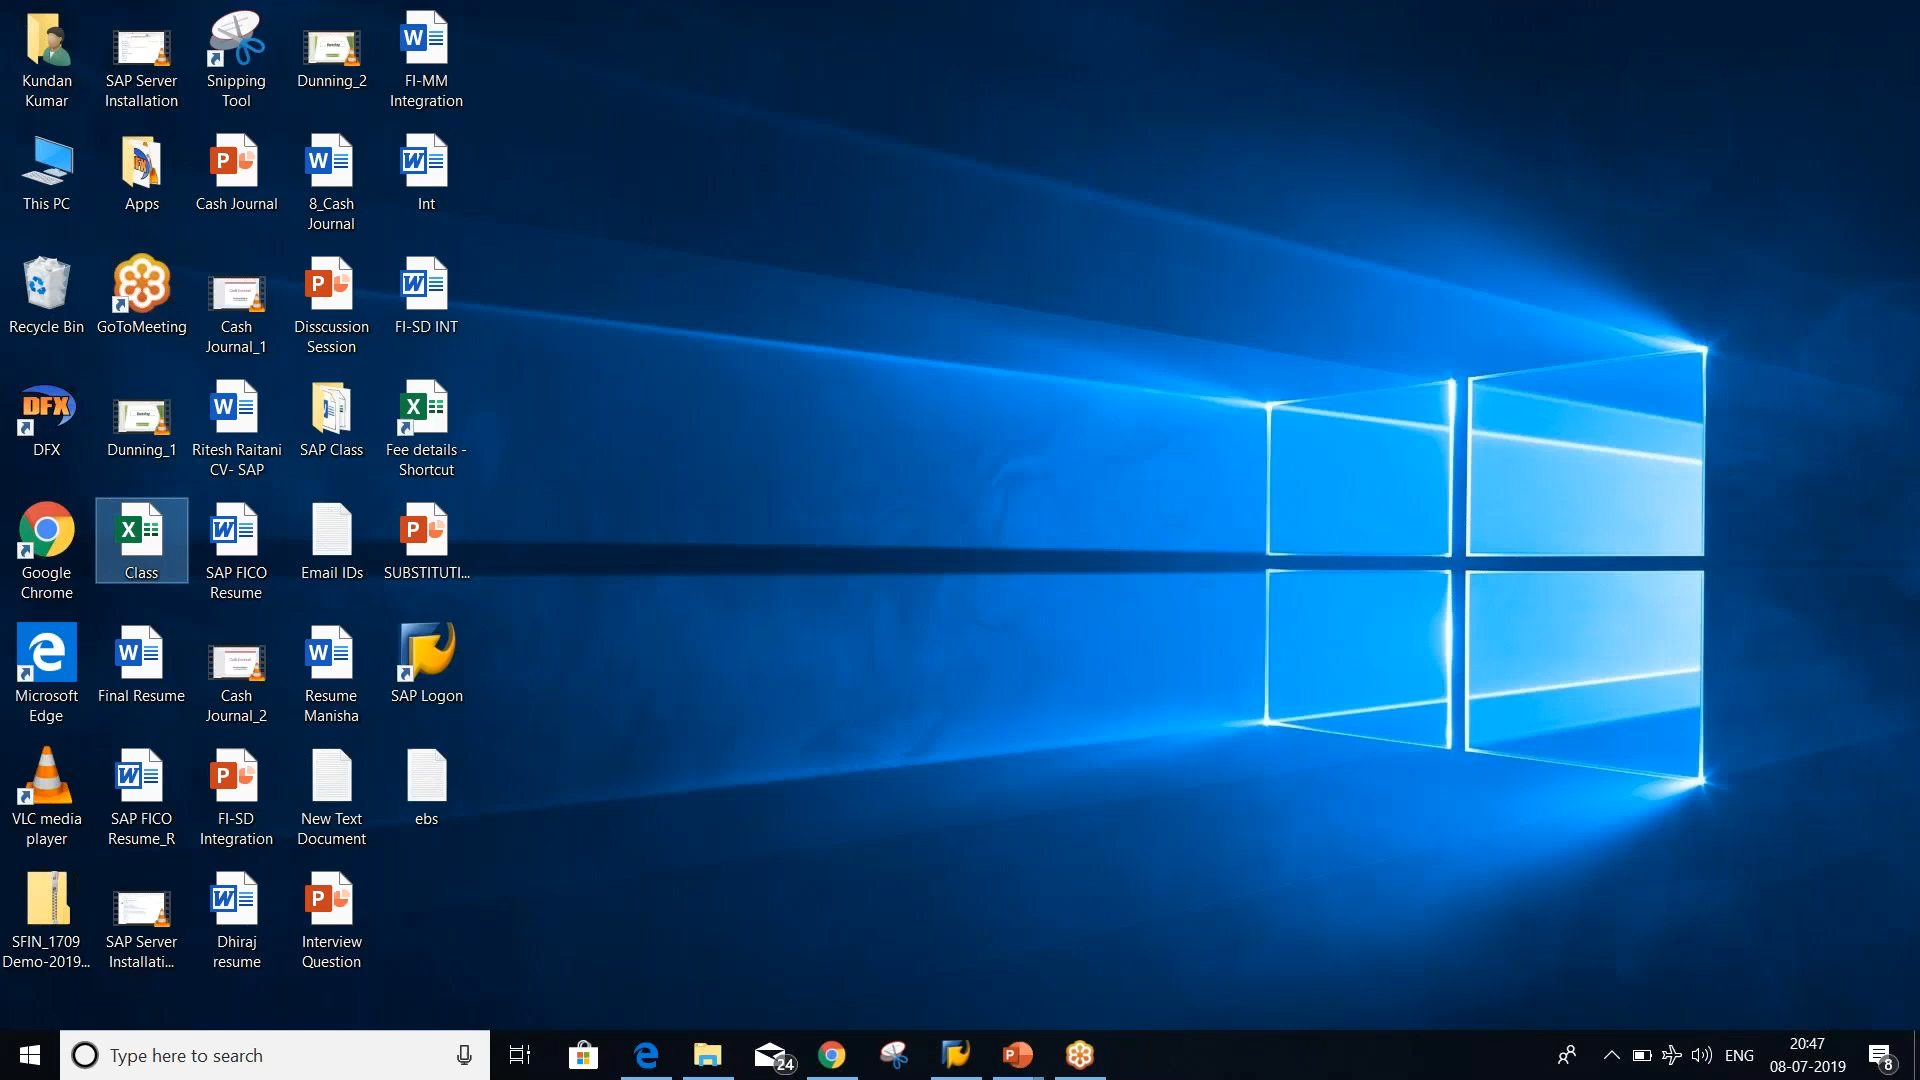 Kundan
Kumar
SAP Server
Installation
Snipping
Tool
Dunning_2
FI-MM
Integration
This PC
Apps
Cash Journal
8_Cash
Journal
Int
Recycle Bin
GoToMeeting
Cash
Journal_1
Disscussion
Session
FI-SD INT
DFX
DFX
Dunning_1
Ritesh Raitani
CV- SAP
SAP Class
Fee details -
Shortcut
Google
Chrome
Class
SAP FICO
Resume
Email IDs
SUBSTITUTI...
Microsoft
Edge
Final Resume
Cash
Journal_2
Resume
Manisha
SAP Logon
VLC media
player
SAP FICO
Resume_R
FI-SD
Integration
New Text
Document
ebs
SFIN_1709
Demo-2019...
SAP Server
Installati...
Dhiraj
resume
Interview
Question
Type here to search
24
ENG
20:47
08-07-2019
8